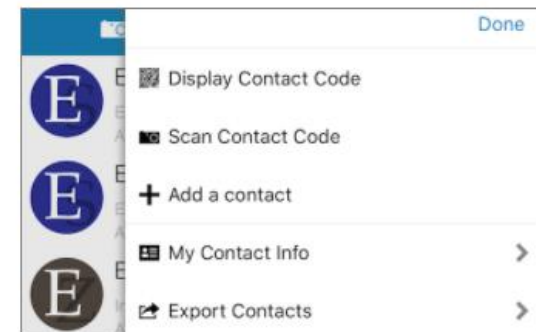 Done
E
Display Contact Code
Scan Contact Code
E
Add a contact
My Contact Info
E
Export Contacts